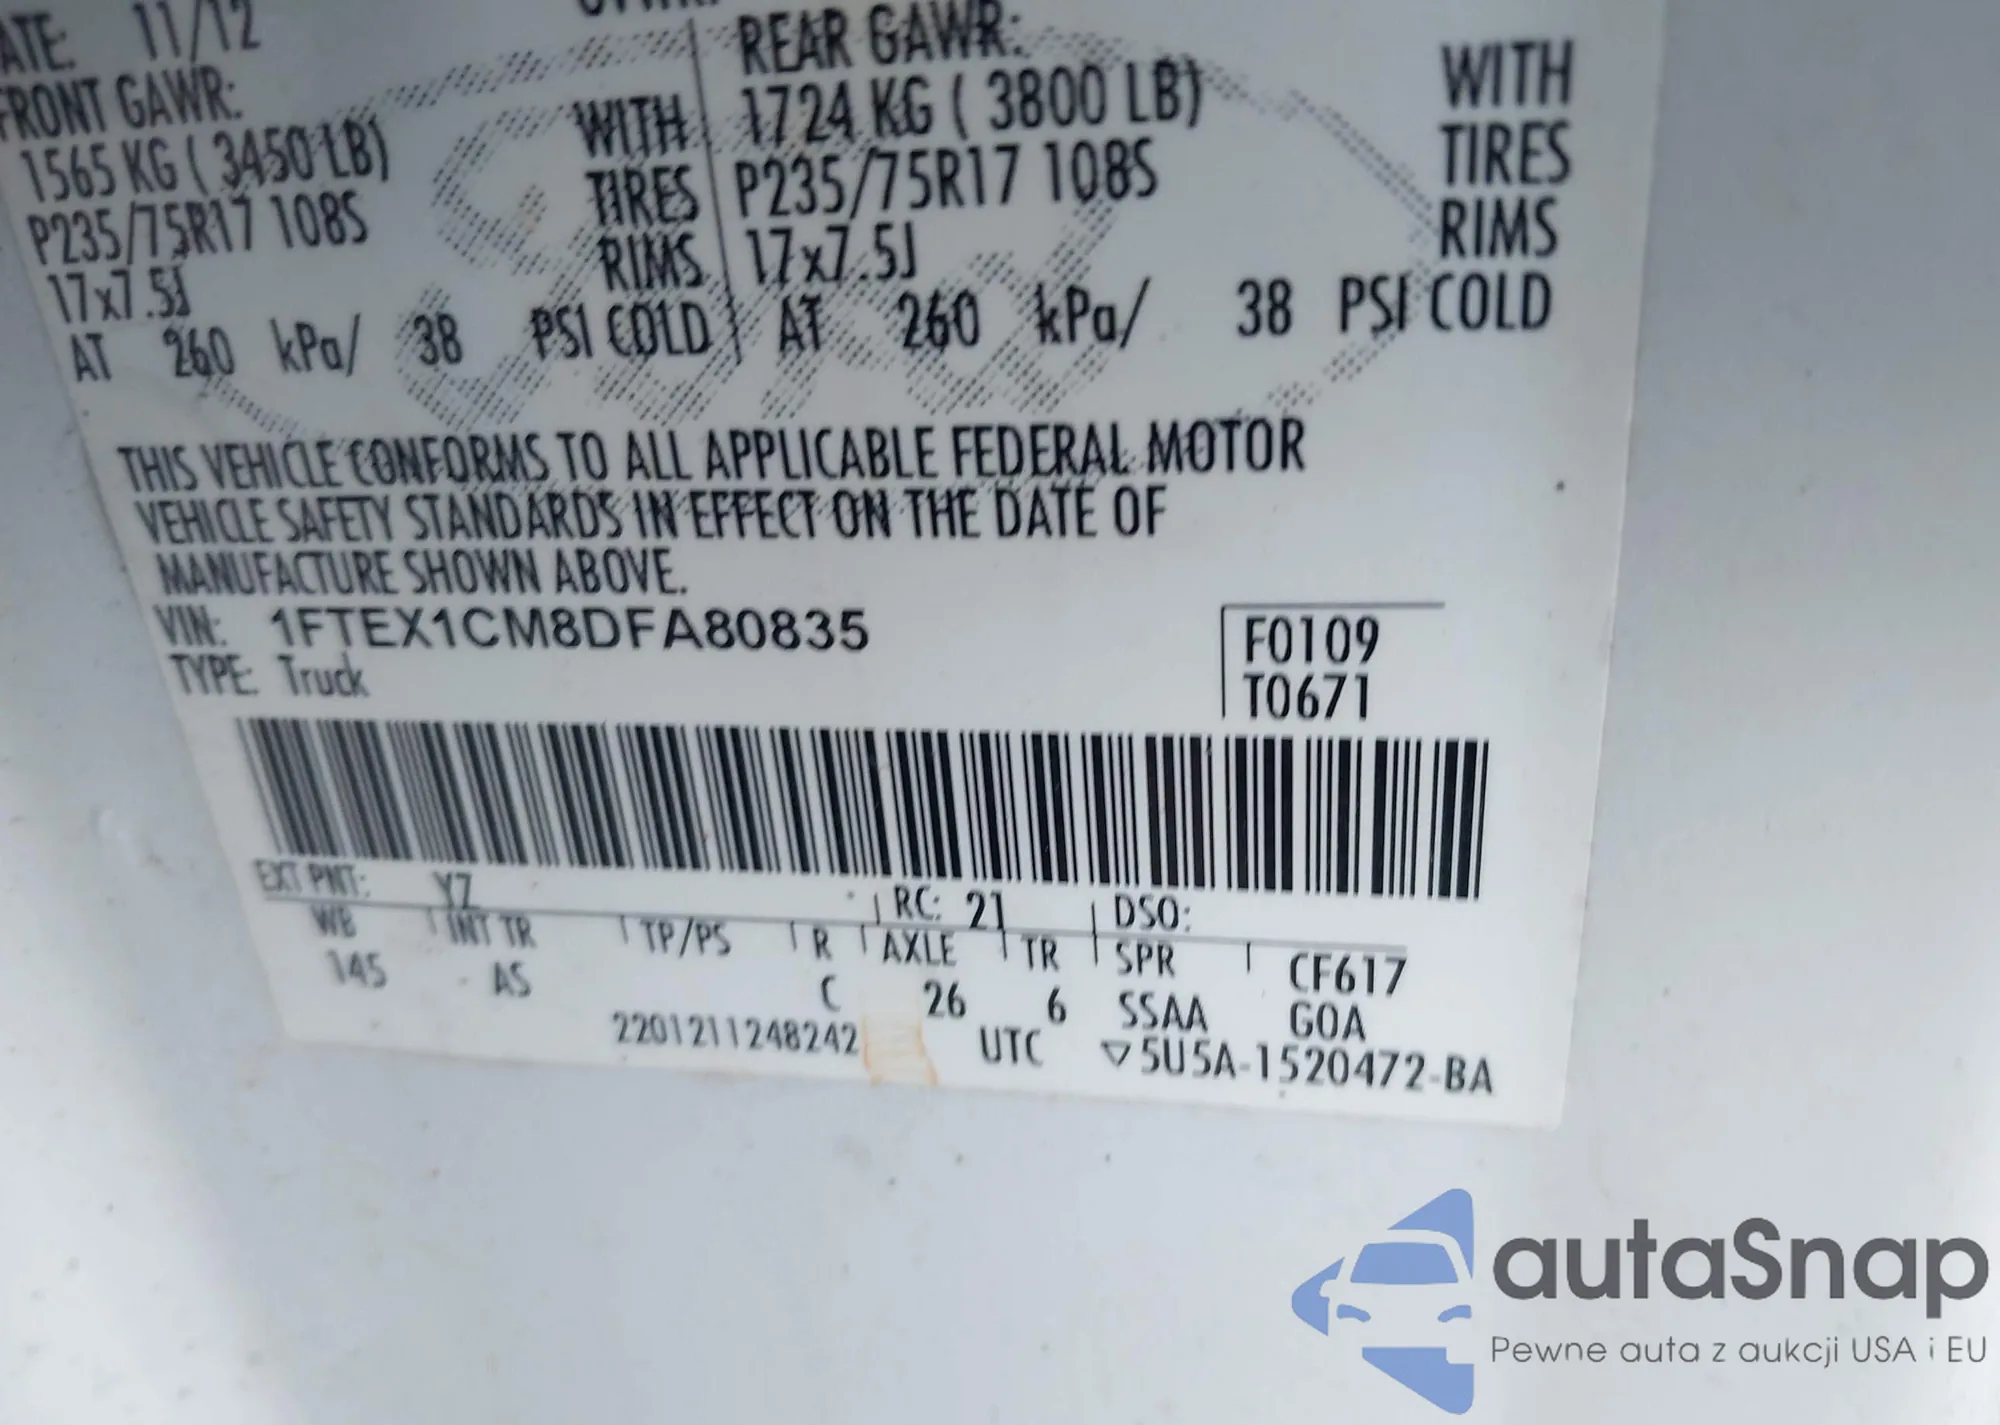 ATE: 11/12
FRONT GAWR:
1565 KG ( 3450 LB) WITH
P235/75R17 108S TIRES
17x7.5J RIMS
AT 260 kPa/ 38 PSI COLD
REAR GAWR:
1724 KG ( 3800 LB) WITH
P235/75R17 108S TIRES
17x7.5J RIMS
AT 260 kPa/ 38 PSI COLD
THIS VEHICLE CONFORMS TO ALL APPLICABLE FEDERAL MOTOR
VEHICLE SAFETY STANDARDS IN EFFECT ON THE DATE OF
MANUFACTURE SHOWN ABOVE.
VIN: 1FTEX1CM8DFA80835
TYPE: Truck
F0109
T0671
EXT PNT: YZ RC: 21 DSO:
WB INT TR TP/PS R AXLE TR SPR CF617
145 AS C 26 6 SSAA GOA
2201211248242 UTC ▽5U5A-1520472-BA
autaSnap
Pewne auta z aukcji USA i EU